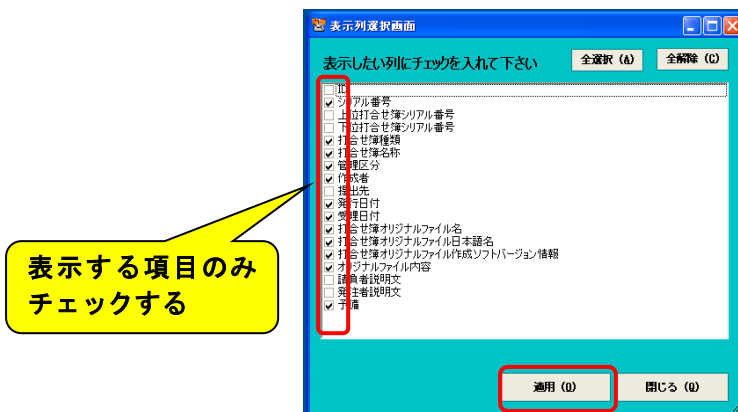 表示列選択画面
表示したい列にチェックを入れて下さい
全選択 (A)
全解除 (C)
ID
シリアル番号
上位打合せ簿シリアル番号
下位打合せ簿シリアル番号
打合せ簿種類
打合せ簿名称
管理区分
作成者
提出先
発行日付
受理日付
打合せ簿オリジナルファイル名
打合せ簿オリジナルファイル日本語名
打合せ簿オリジナルファイル作成ソフトバージョン情報
オリジナルファイル内容
請負者説明文
発注者説明文
予備
表示する項目のみ
チェックする
適用 (O)
閉じる (Q)